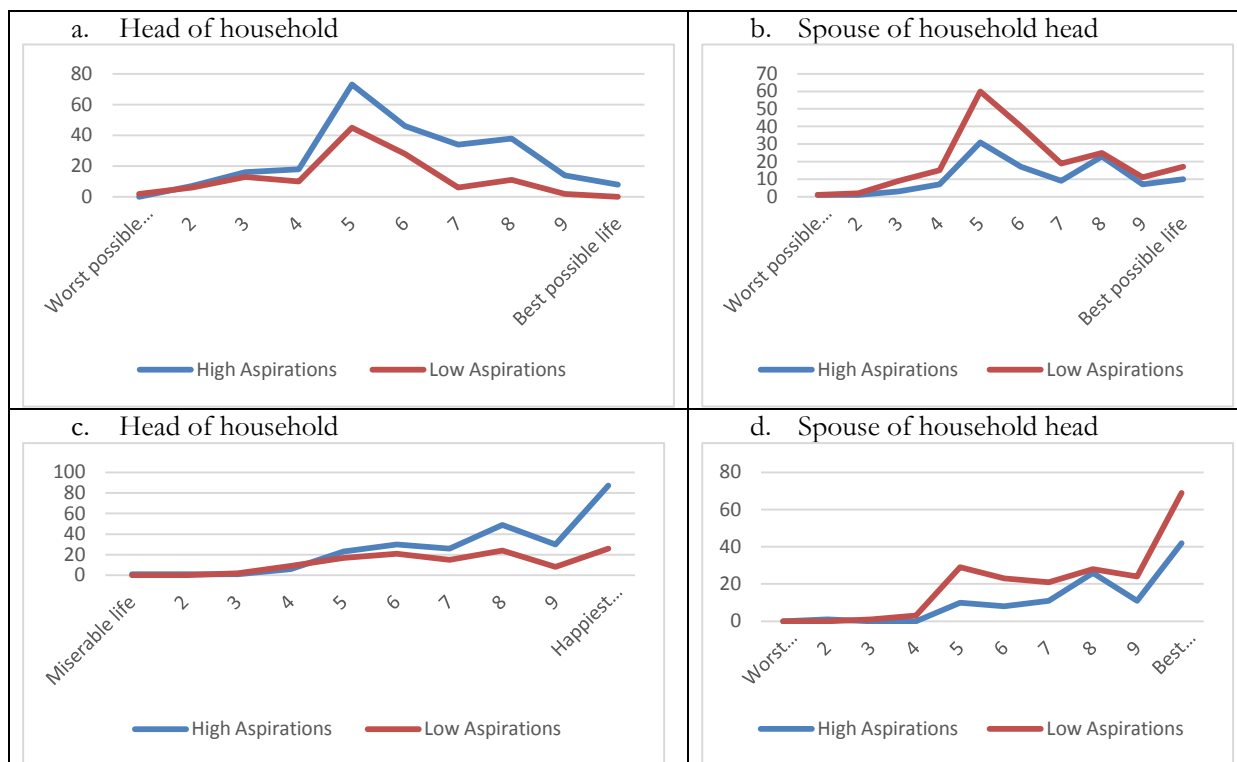 a. Head of household
80
60
40
20
0
Worst possible...
2
3
4
5
6
7
8
9
Best possible life
High Aspirations
Low Aspirations
b. Spouse of household head
70
60
50
40
30
20
10
0
Worst possible...
2
3
4
5
6
7
8
9
Best possible life
High Aspirations
Low Aspirations
c. Head of household
100
80
60
40
20
0
Miserable life
2
3
4
5
6
7
8
9
Happiest...
High Aspirations
Low Aspirations
d. Spouse of household head
80
60
40
20
0
Worst...
2
3
4
5
6
7
8
9
Best...
High Aspirations
Low Aspirations